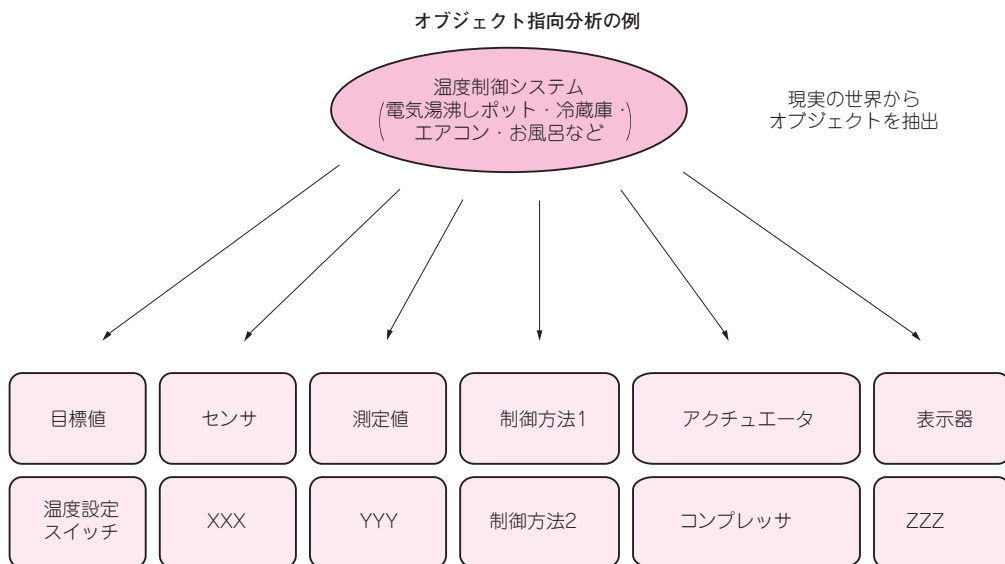 オブジェクト指向分析の例
温度制御システム
(電気湯沸しポット・冷蔵庫・
エアコン・お風呂など)
現実の世界から
オブジェクトを抽出
目標値
センサ
測定値
制御方法1
アクチュエータ
表示器
温度設定
スイッチ
XXX
YYY
制御方法2
コンプレッサ
ZZZ